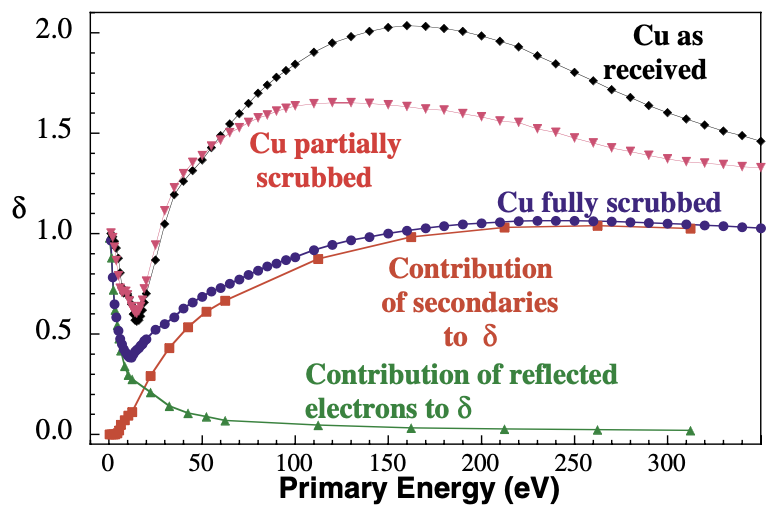 2.0
1.5
1.0
0.5
0.0
δ
Cu as
received
Cu partially
scrubbed
Cu fully scrubbed
Contribution
of secondaries
to δ
Contribution of reflected
electrons to δ
0 50 100 150 200 250 300
Primary Energy (eV)